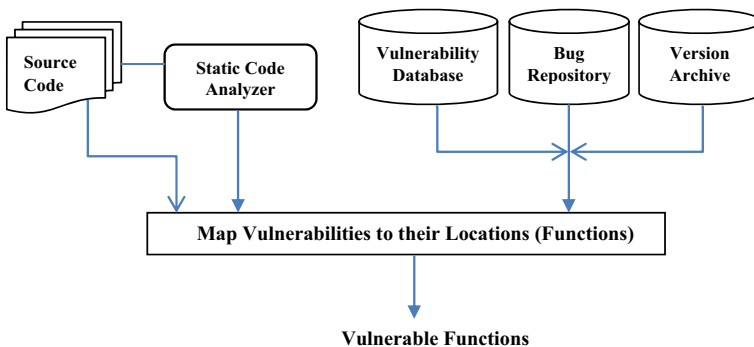 Source
Code
Static Code
Analyzer
Vulnerability
Database
Bug
Repository
Version
Archive
Map Vulnerabilities to their Locations (Functions)
Vulnerable Functions